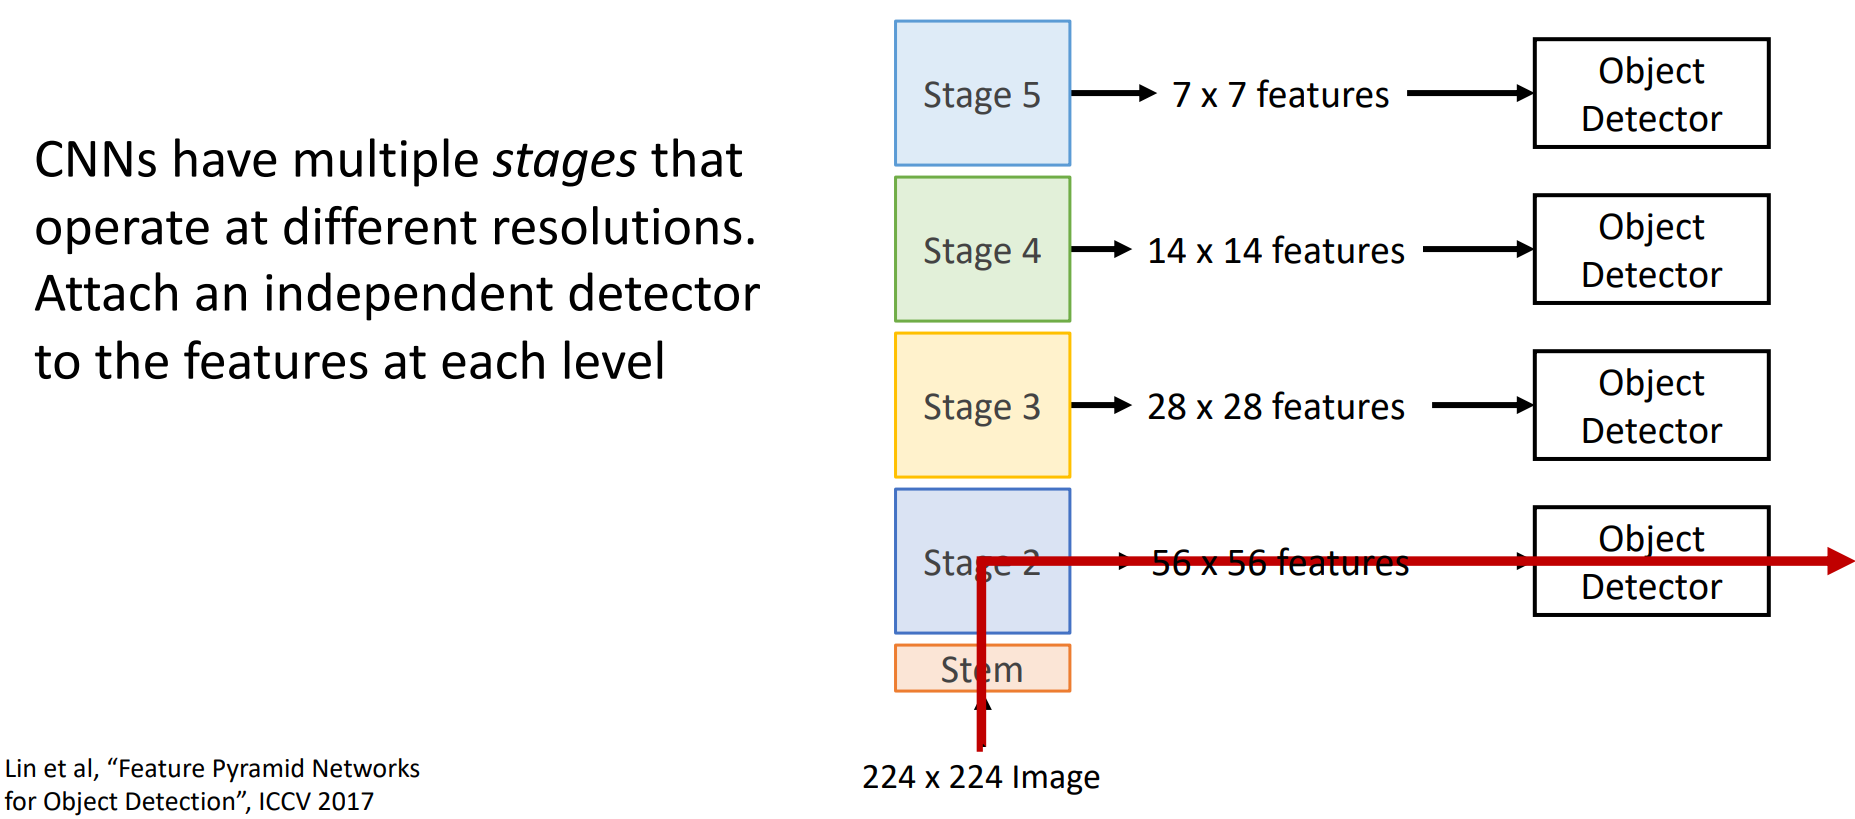 CNNs have multiple stages that
operate at different resolutions.
Attach an independent detector
to the features at each level
Stage 5
7 x 7 features
Object
Detector
Stage 4
14 x 14 features
Object
Detector
Stage 3
28 x 28 features
Object
Detector
Stage 2
56 x 56 features
Object
Detector
Stem
224 x 224 Image
Lin et al, “Feature Pyramid Networks
for Object Detection”, ICCV 2017